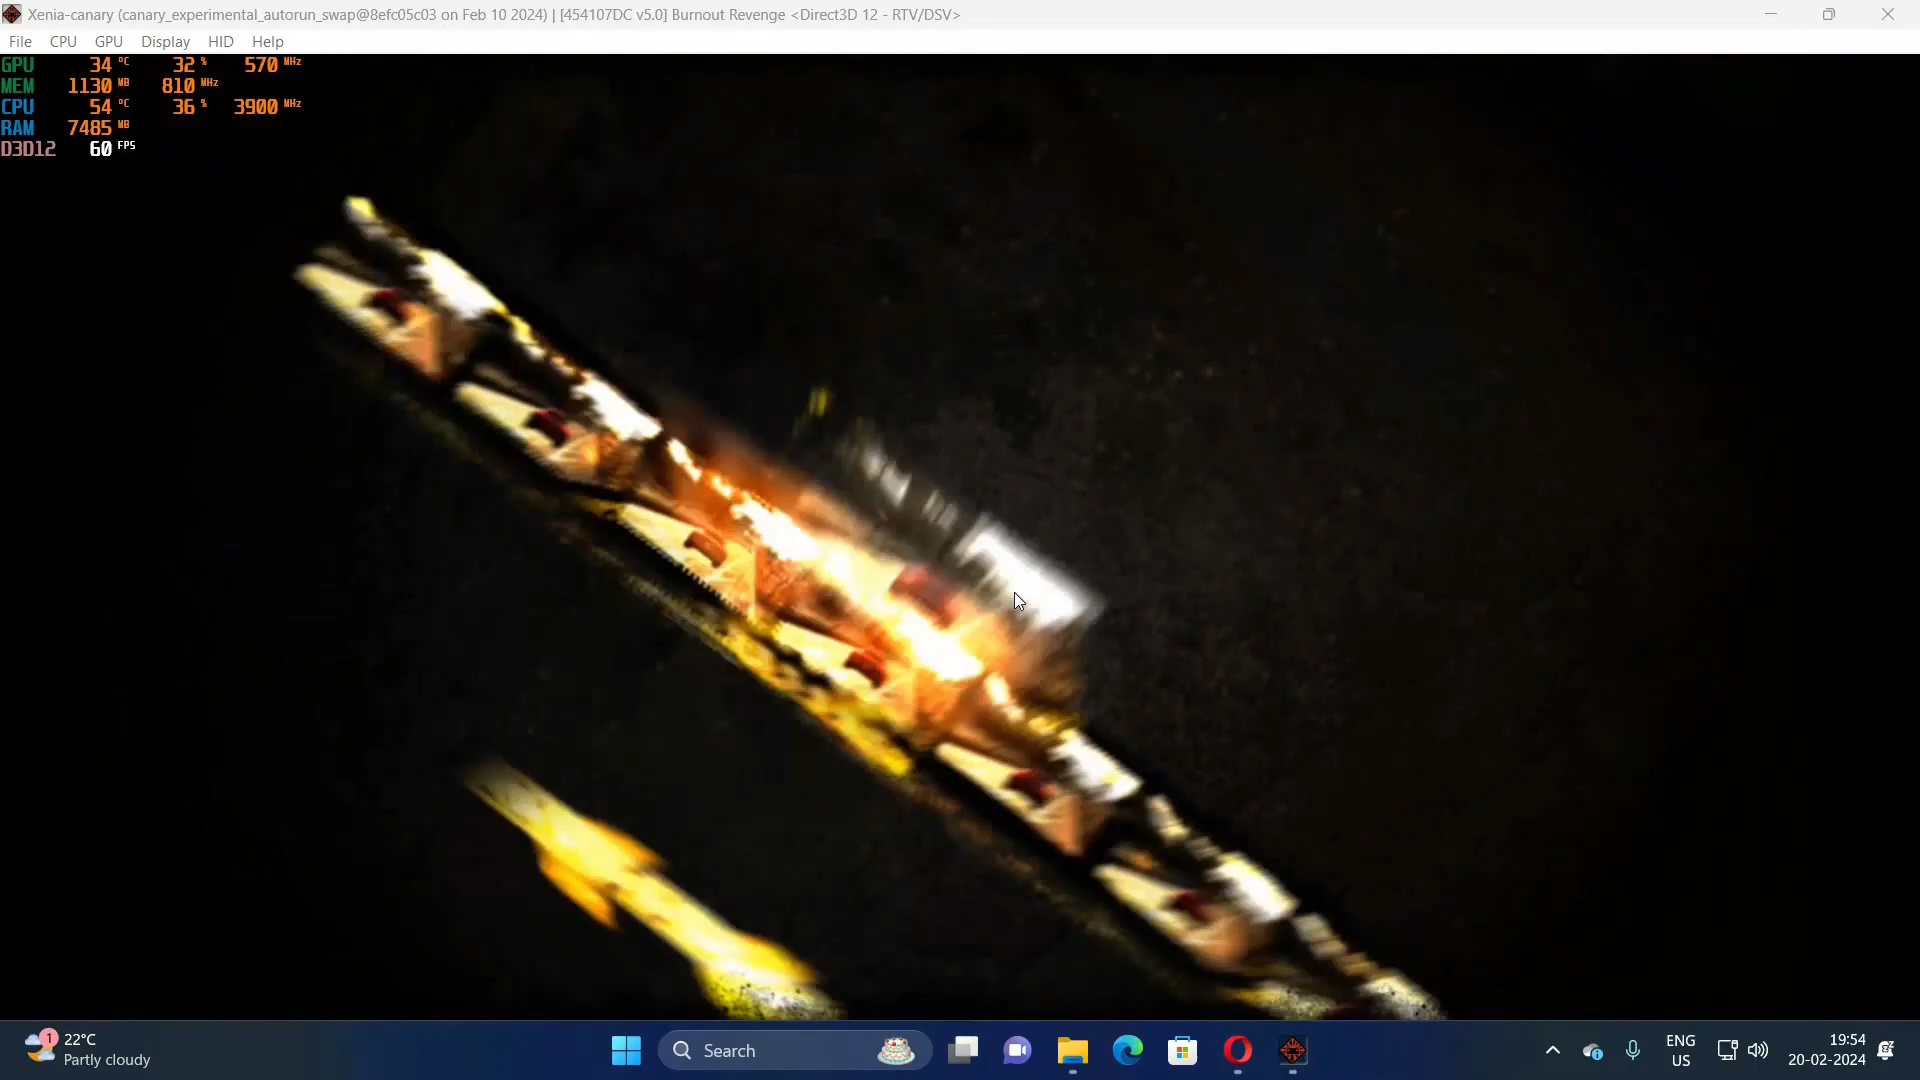 Xenia-canary (canary_experimental_autorun_swap@8efc05c03 on Feb 10 2024) | [454107DC v5.0] Burnout Revenge <Direct3D 12 - RTV/DSV>
File CPU GPU Display HID Help
GPU 34 °C 32 % 570 MHz
MEM 1130 MB 810 MHz
CPU 54 °C 36 % 3900 MHz
RAM 7485 MB
D3D12 60 FPS
1
22°C
Partly cloudy
Search
ENG
US
19:54
20-02-2024